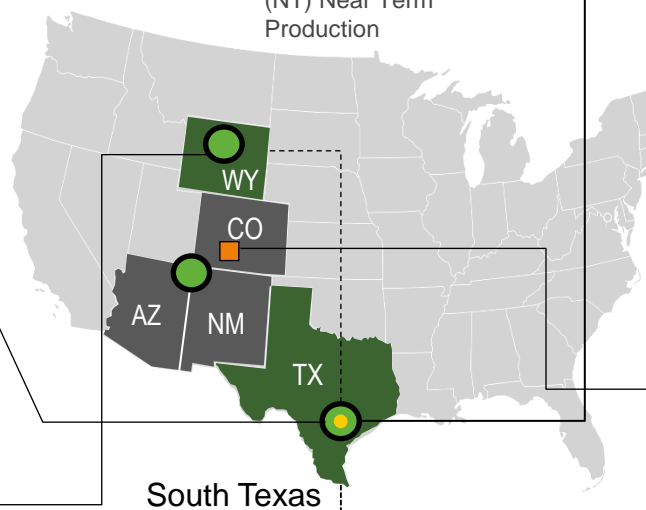 (NT) Near Term
Production
WY
CO
AZ
NM
TX
South Texas